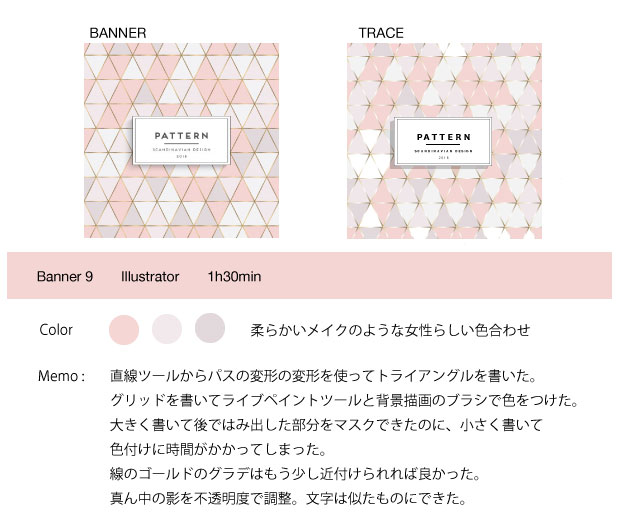 BANNER
TRACE
PATTERN
SCANDINAVIAN DESIGN
2018
PATTERN
SCANDINAVIAN DESIGN
2018
Banner 9 Illustrator 1h30min
Color 柔らかいメイクのような女性らしい色合わせ
Memo : 直線ツールからパスの変形の変形を使ってトライアングルを書いた。
グリッドを書いてライブペイントツールと背景描画のブラシで色をつけた。
大きく書いて後ではみ出した部分をマスクできたのに、小さく書いて
色付けに時間がかかってしまった。
線のゴールドのグラデはもう少し近付けられれば良かった。
真ん中の影を不透明度で調整。文字は似たものにできた。